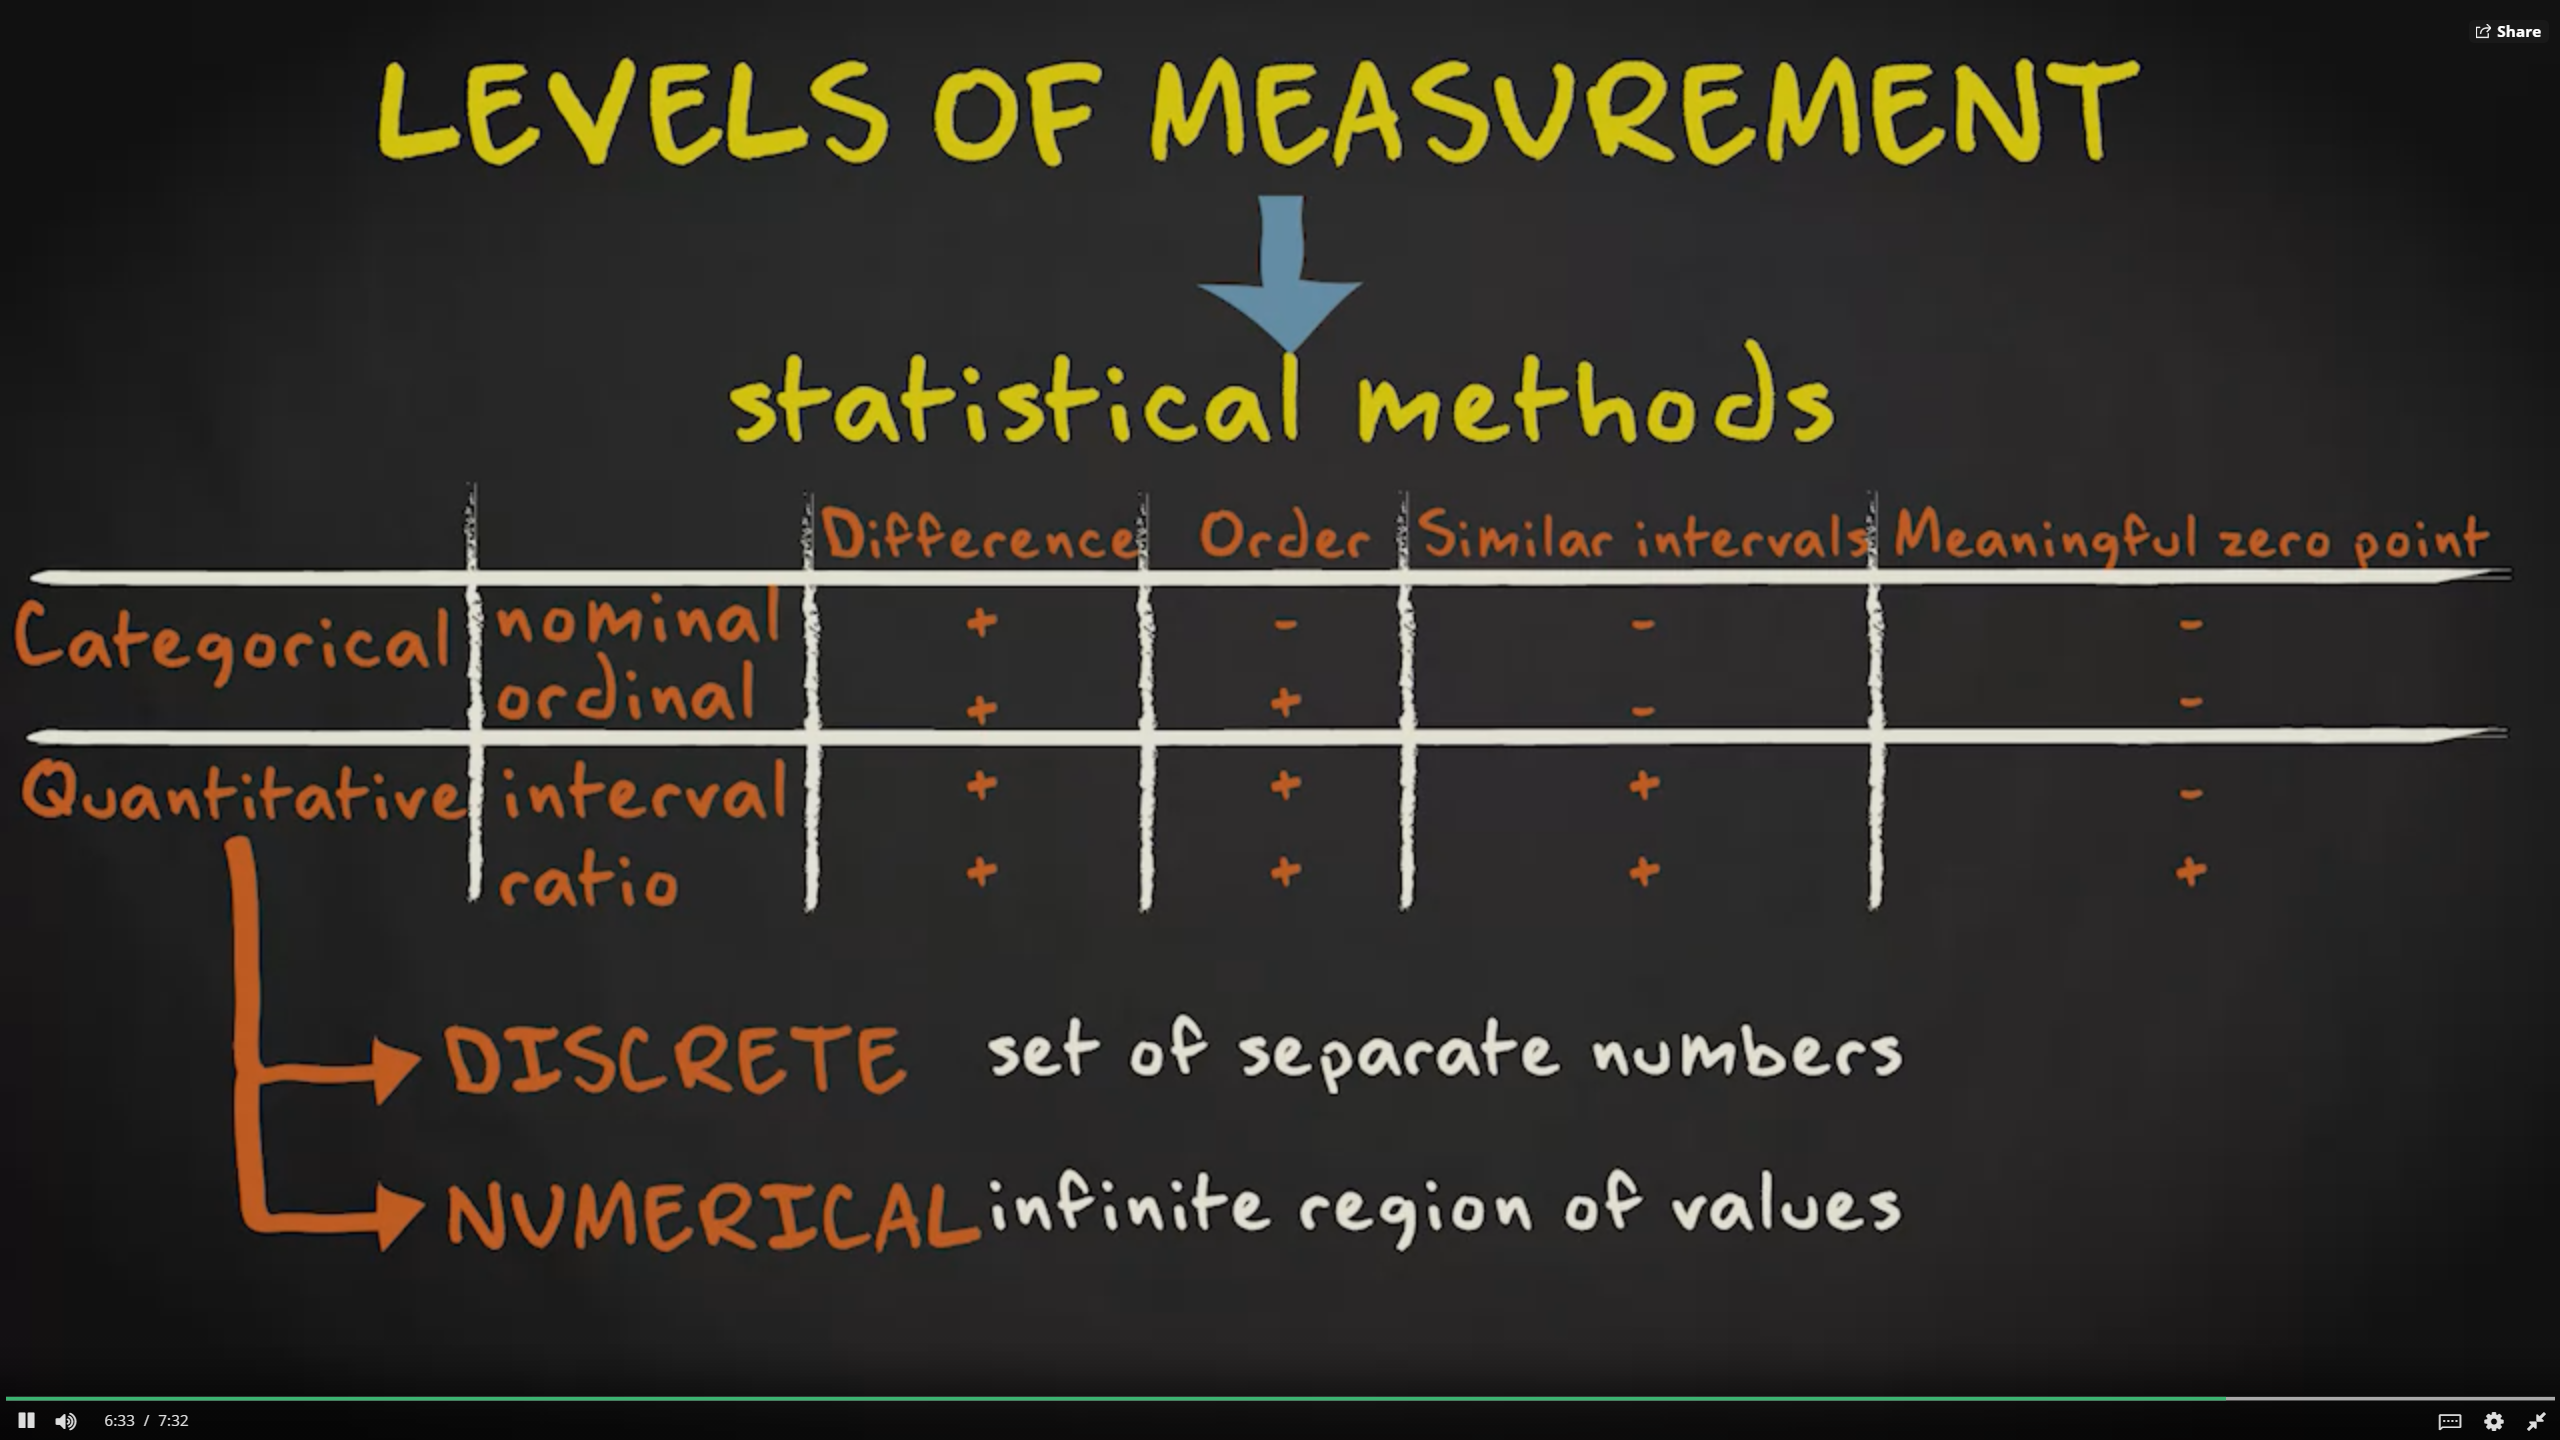 Share
LEVELS OF MEASUREMENT
statistical methods
Difference Order Similar intervals Meaningful zero point
Categorical nominal + - - -
ordinal + + - -
Quantitative interval + + + -
ratio + + + +
DISCRETE set of separate numbers
NUMERICAL infinite region of values
6:33 / 7:32